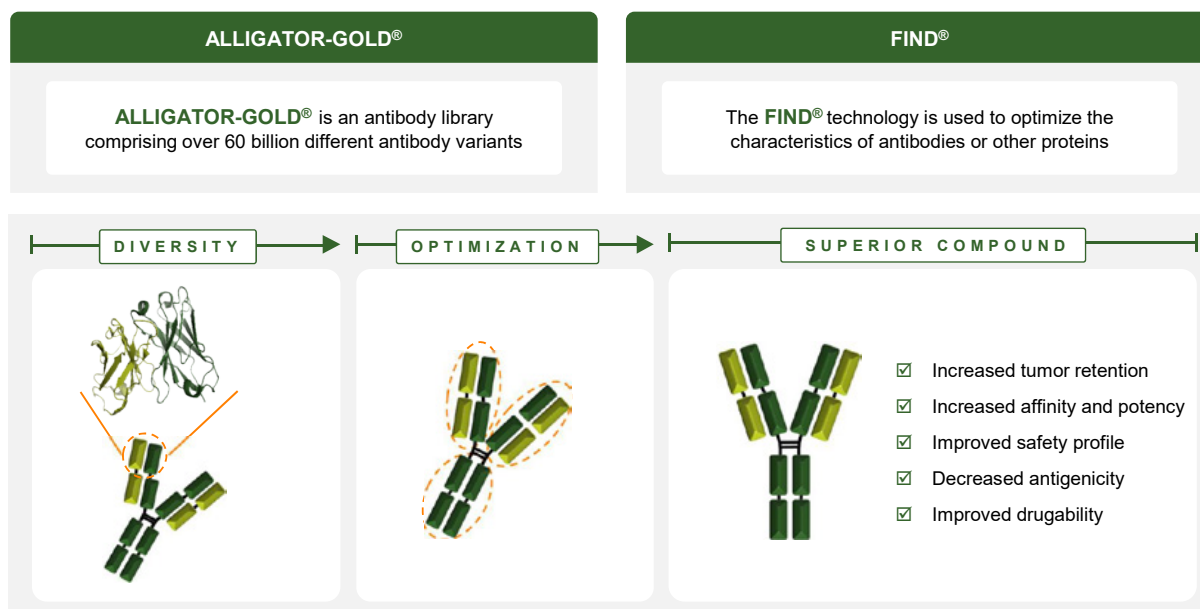 ALLIGATOR-GOLD®
ALLIGATOR-GOLD® is an antibody library
comprising over 60 billion different antibody variants
FIND®
The FIND® technology is used to optimize the
characteristics of antibodies or other proteins
DIVERSITY
OPTIMIZATION
SUPERIOR COMPOUND
Increased tumor retention
Increased affinity and potency
Improved safety profile
Decreased antigenicity
Improved drugability